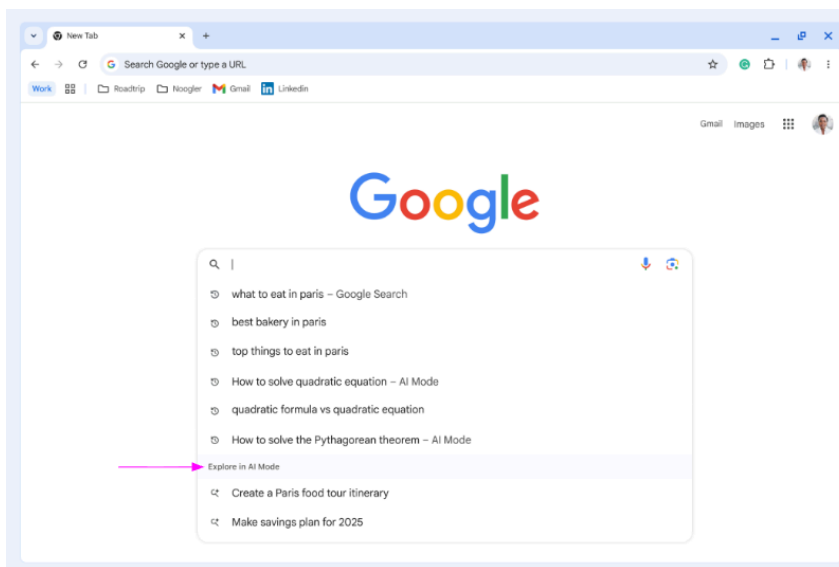 New Tab
Search Google or type a URL
Work Roadtrip Noogler Gmail in Linkedin
Gmail Images
Google
what to eat in paris – Google Search
best bakery in paris
top things to eat in paris
How to solve quadratic equation – AI Mode
quadratic formula vs quadratic equation
How to solve the Pythagorean theorem – AI Mode
Explore in AI Mode
Create a Paris food tour itinerary
Make savings plan for 2025